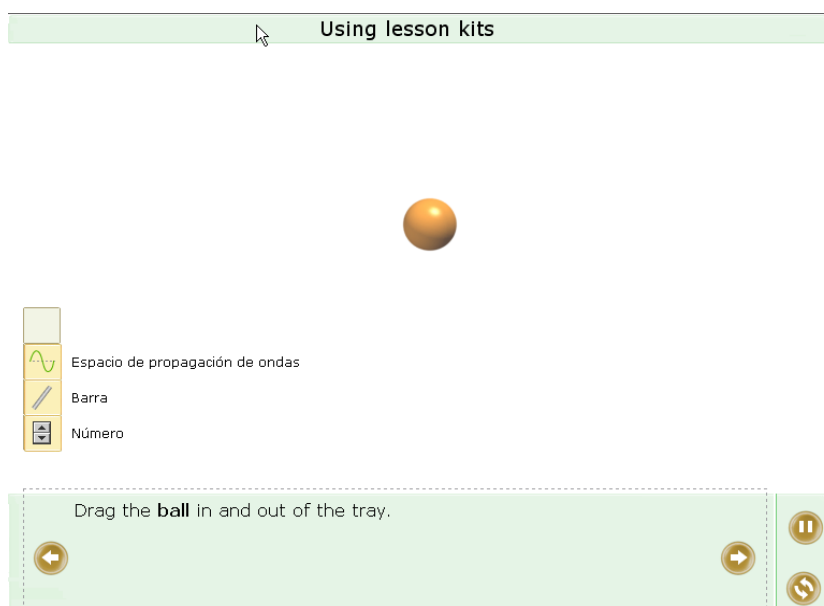 Using lesson kits
Espacio de propagación de ondas
Barra
Número
Drag the ball in and out of the tray.